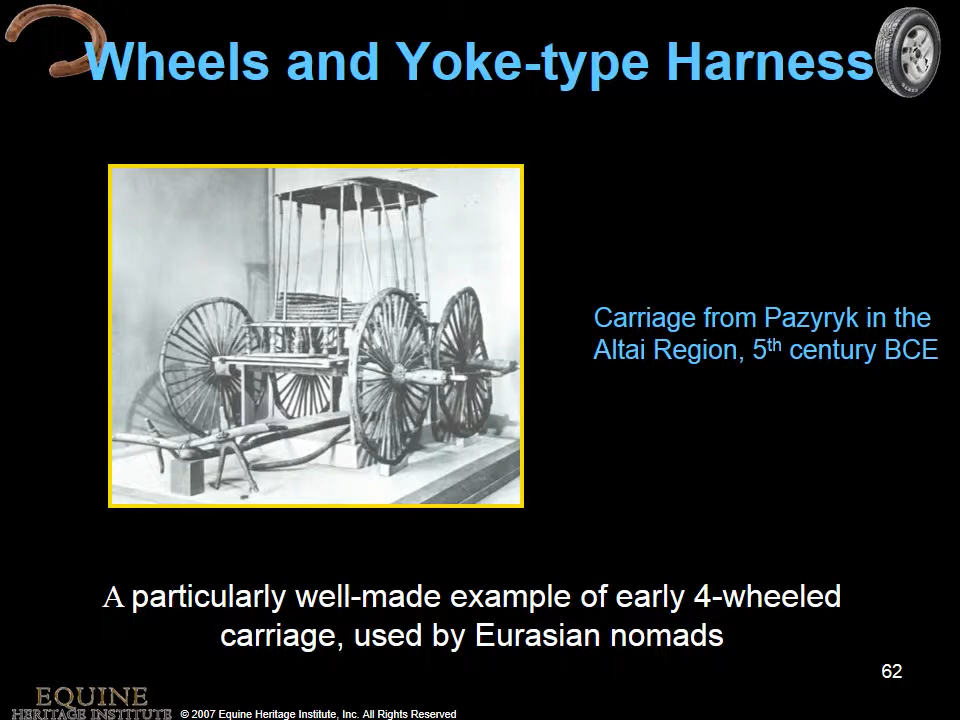 Wheels and Yoke-type Harness
Carriage from Pazyryk in the
Altai Region, 5th century BCE
A particularly well-made example of early 4-wheeled
carriage, used by Eurasian nomads
62
EQUINE
HERITAGE INSTITUTE
© 2007 Equine Heritage Institute, Inc. All Rights Reserved